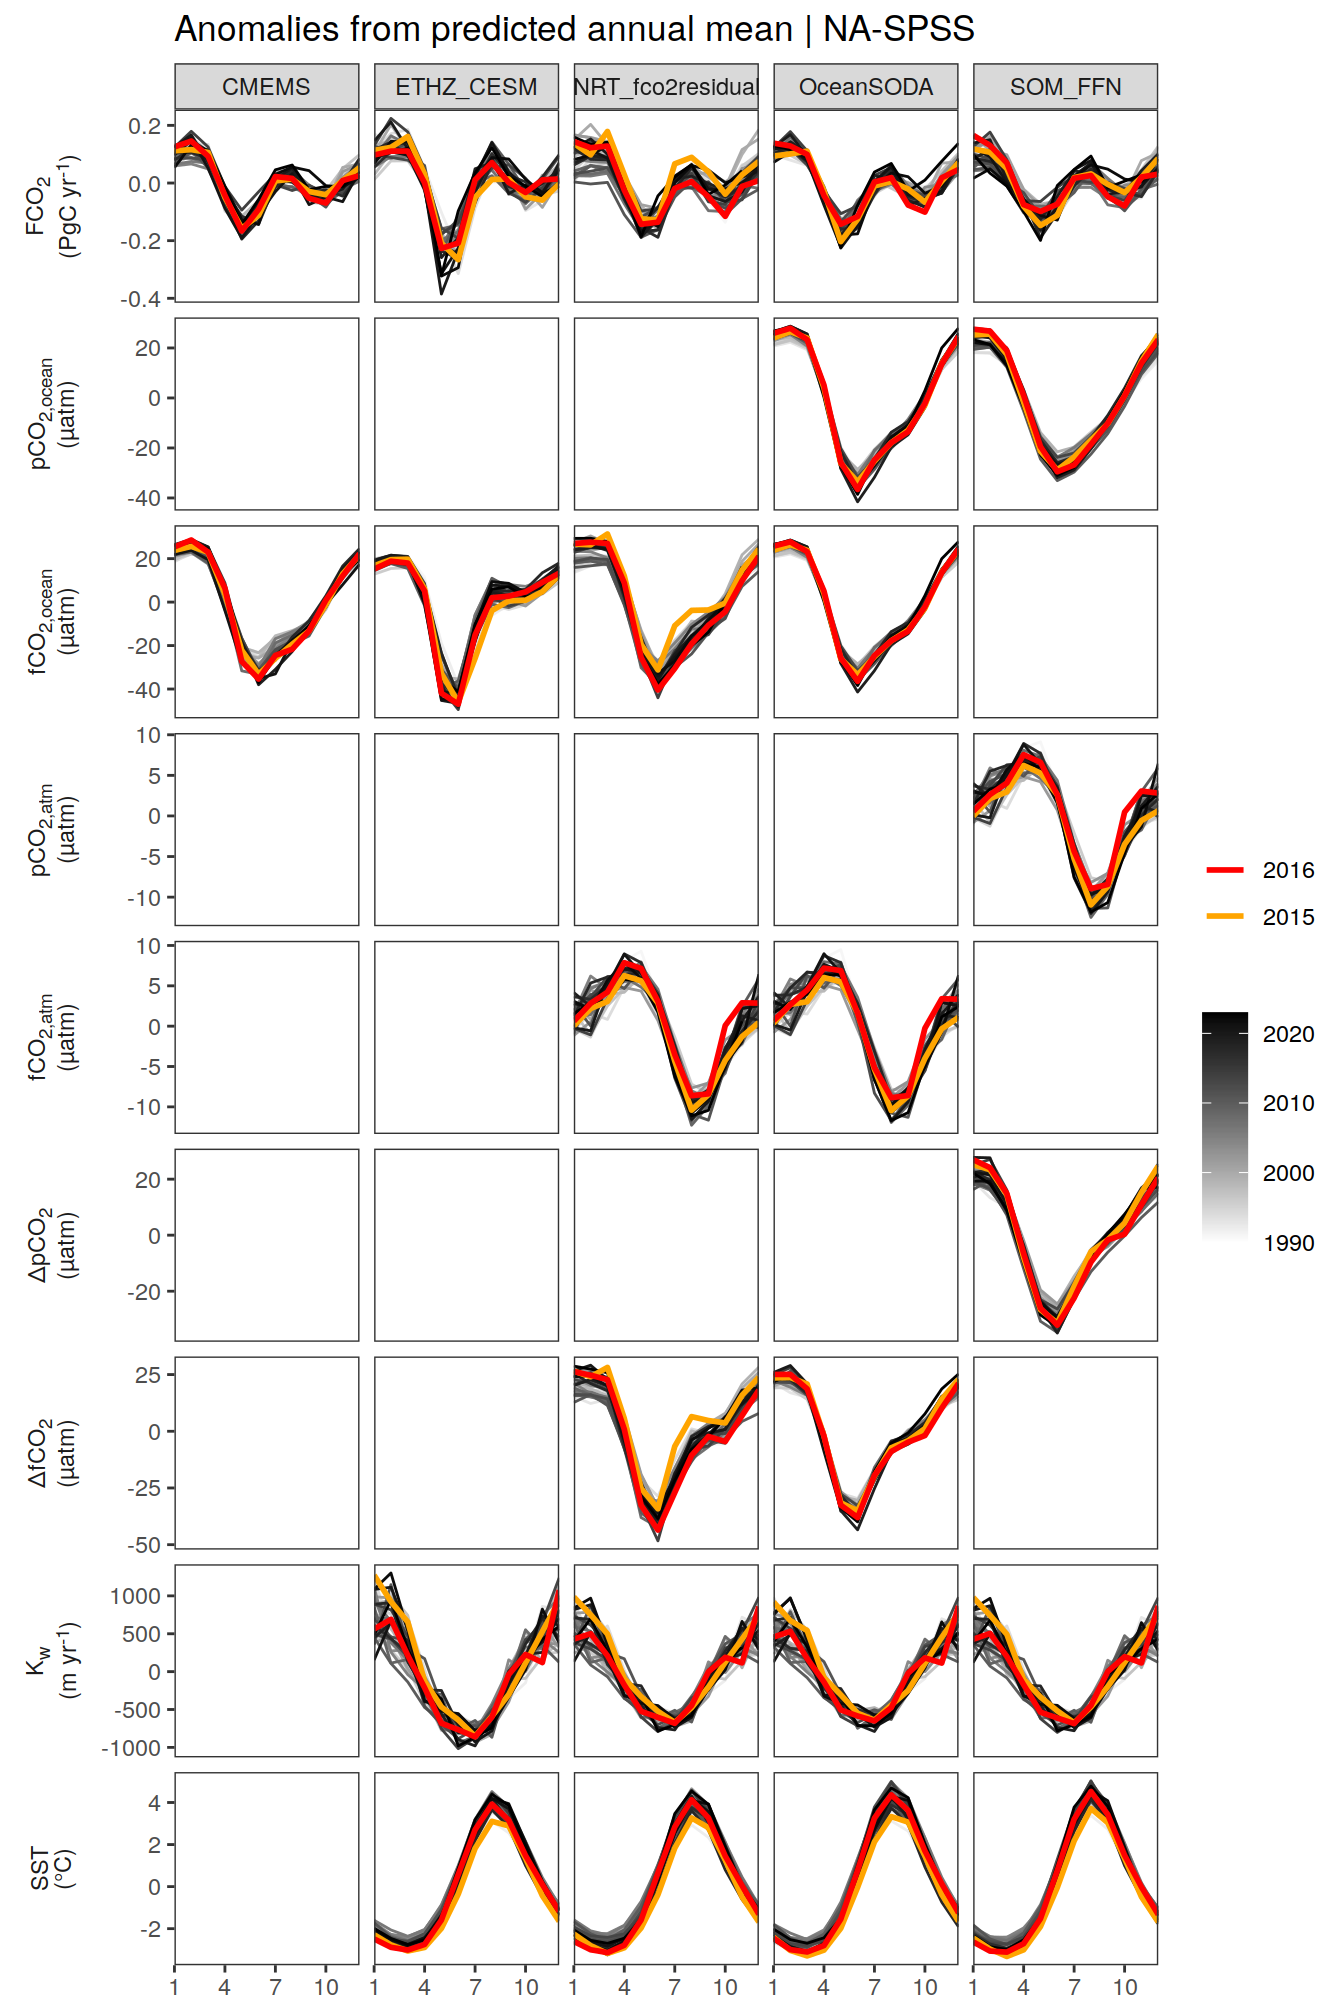 Anomalies from predicted annual mean | NA-SPSS
CMEMS
ETHZ_CESM
NRT_fco2residual
OceanSODA
SOM_FFN
FCO2
(PgC yr-1)
0.2
0.0
-0.2
-0.4
pCO2,ocean
(µatm)
20
0
-20
-40
fCO2,ocean
(µatm)
20
0
-20
-40
pCO2,atm
(µatm)
10
5
0
-5
-10
fCO2,atm
(µatm)
10
5
0
-5
-10
ΔpCO2
(µatm)
20
0
-20
ΔfCO2
(µatm)
25
0
-25
-50
Kw
(m yr-1)
1000
500
0
-500
-1000
SST
(°C)
4
2
0
-2
1 4 7 10
1 4 7 10
1 4 7 10
1 4 7 10
1 4 7 10
2016
2015
2020
2010
2000
1990